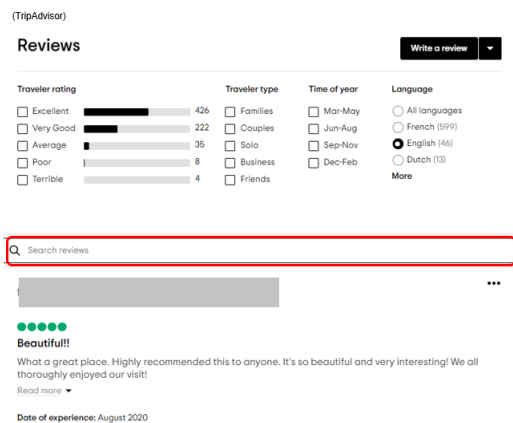 (TripAdvisor)
Reviews
Write a review
Traveler rating
Excellent 426
Very Good 222
Average 35
Poor 8
Terrible 4
Traveler type
Families
Couples
Solo
Business
Friends
Time of year
Mar-May
Jun-Aug
Sep-Nov
Dec-Feb
Language
All languages
French (599)
English (46)
Dutch (13)
More
Search reviews
Beautiful!!
What a great place. Highly recommended this to anyone. It's so beautiful and very interesting! We all
thoroughly enjoyed our visit!
Read more
Date of experience: August 2020